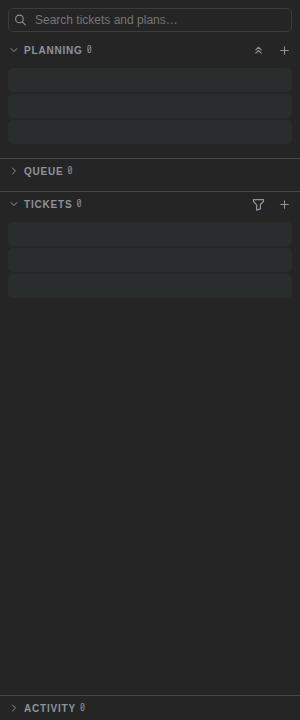 Search tickets and plans…
PLANNING 0
QUEUE 0
TICKETS 0
ACTIVITY 0